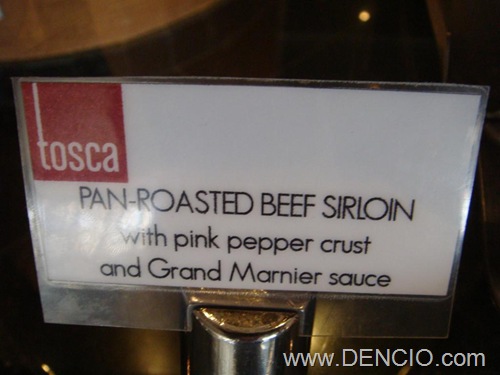 tosca
PAN-ROASTED BEEF SIRLOIN
with pink pepper crust
and Grand Marnier sauce
www.DENCIO.com